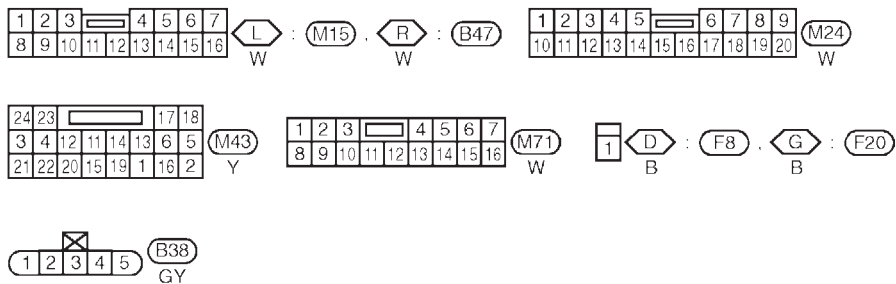 1 2 3 4 5 6 7
8 9 10 11 12 13 14 15 16
L : M15 , R : B47
W W
1 2 3 4 5 6 7 8 9
10 11 12 13 14 15 16 17 18 19 20
M24
W
24 23 17 18
3 4 12 11 14 13 6 5
21 22 20 15 19 1 16 2
M43
Y
1 2 3 4 5 6 7
8 9 10 11 12 13 14 15 16
M71
W
1
D : F8 , G : F20
B B
1 2 3 4 5
B38
GY